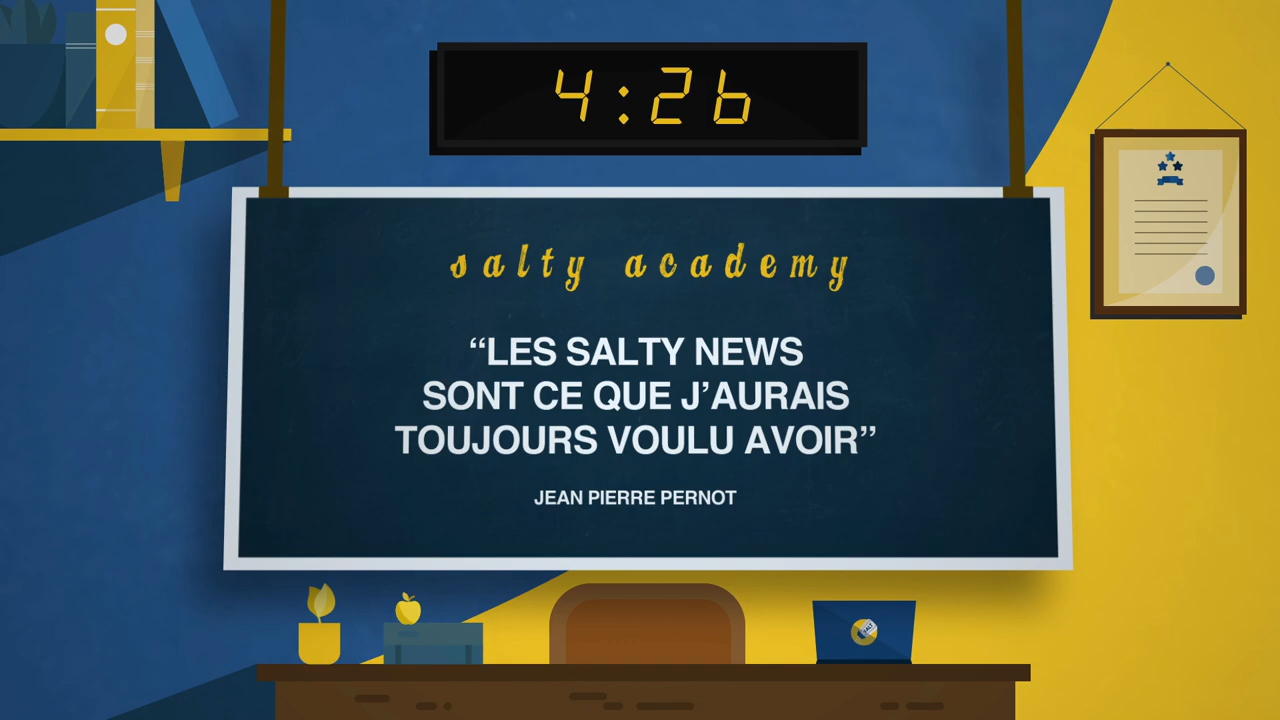 4:26
salty academy
“LES SALTY NEWS
SONT CE QUE J’AURAIS
TOUJOURS VOULU AVOIR”
JEAN PIERRE PERNOT